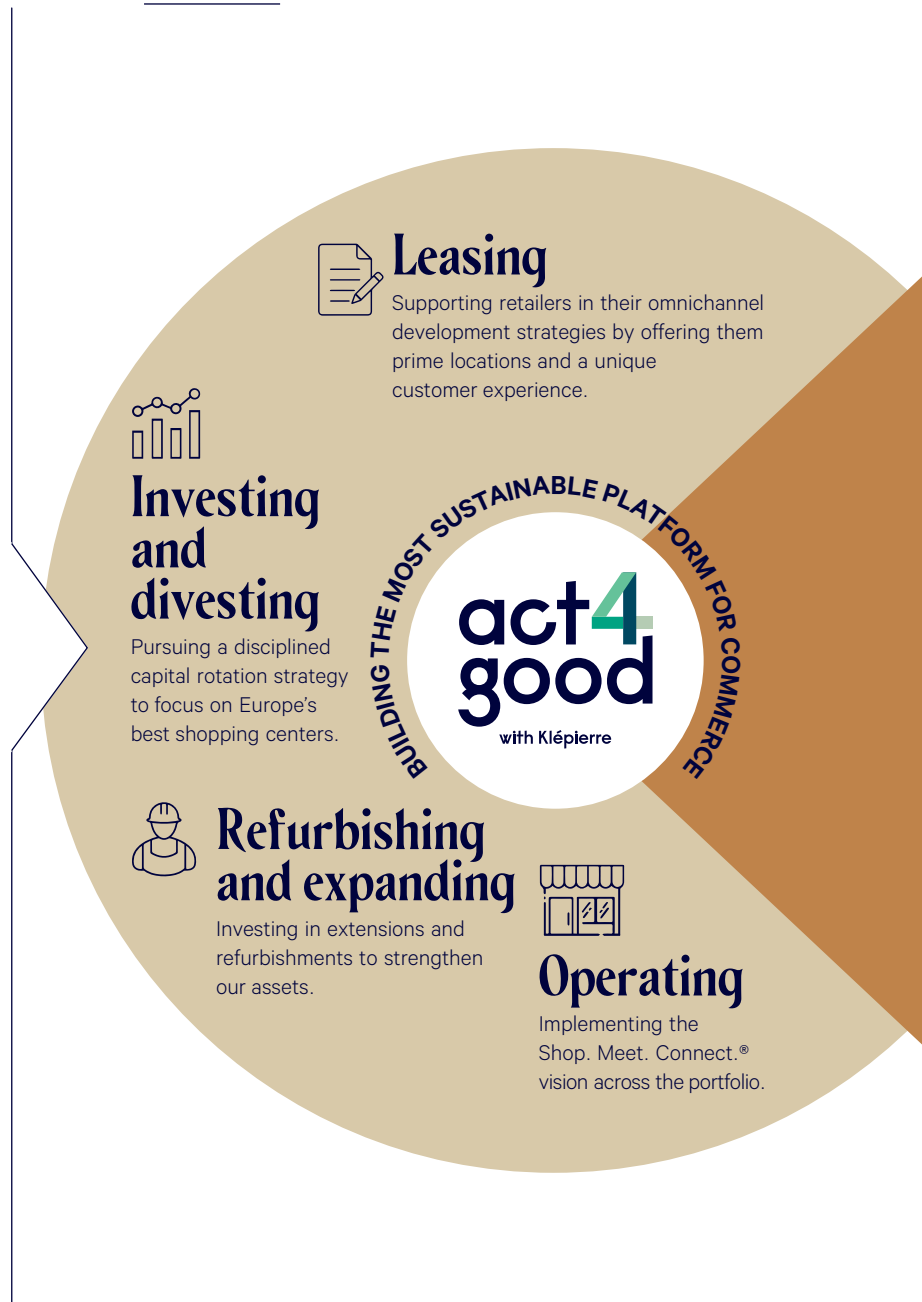 Leasing
Supporting retailers in their omnichannel
development strategies by offering them
prime locations and a unique
customer experience.
Investing
and
divesting
Pursuing a disciplined
capital rotation strategy
to focus on Europe’s
best shopping centers.
BUILDING THE MOST SUSTAINABLE PLATFORM FOR COMMERCE
act4
good
with Klépierre
Refurbishing
and expanding
Investing in extensions and
refurbishments to strengthen
our assets.
Operating
Implementing the
Shop. Meet. Connect.®
vision across the portfolio.